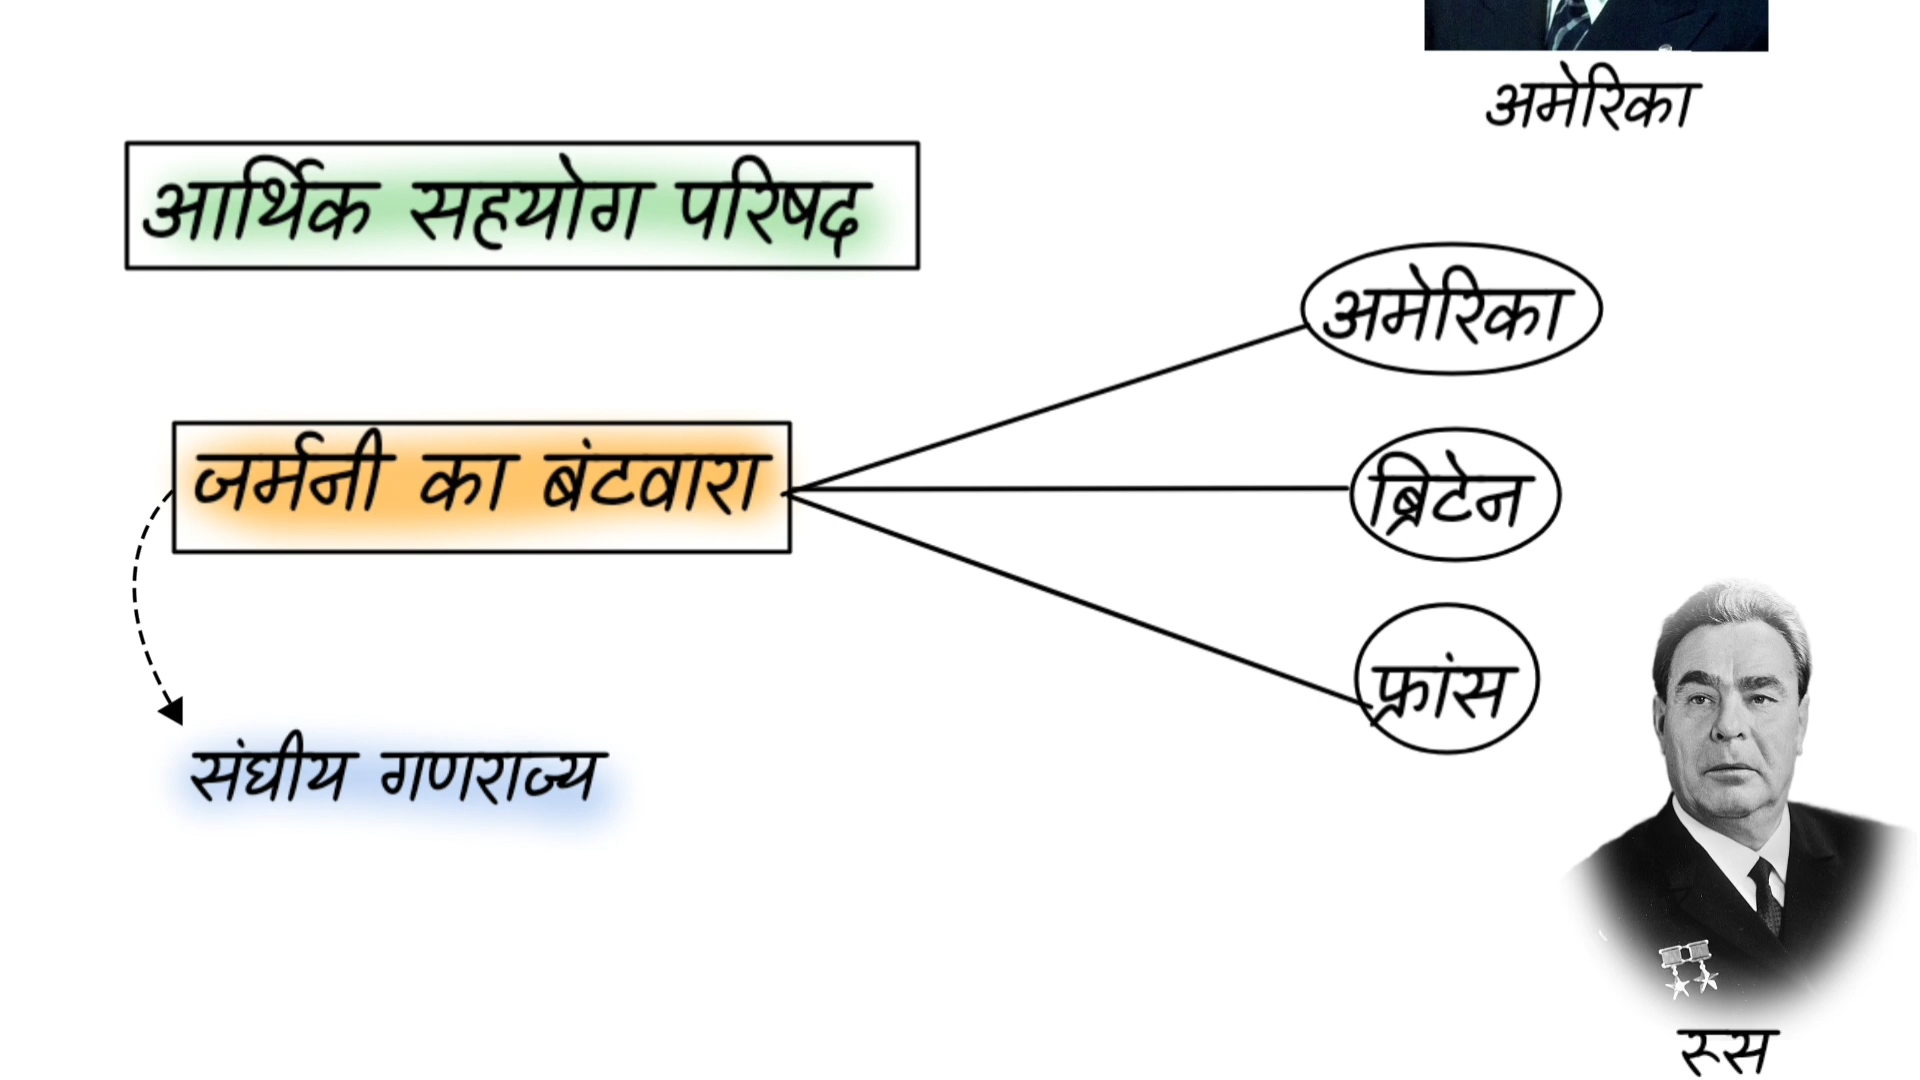 अमेरिका
आर्थिक सहयोग परिषद
अमेरिका
जर्मनी का बंटवारा
ब्रिटेन
फ्रांस
संघीय गणराज्य
रूस